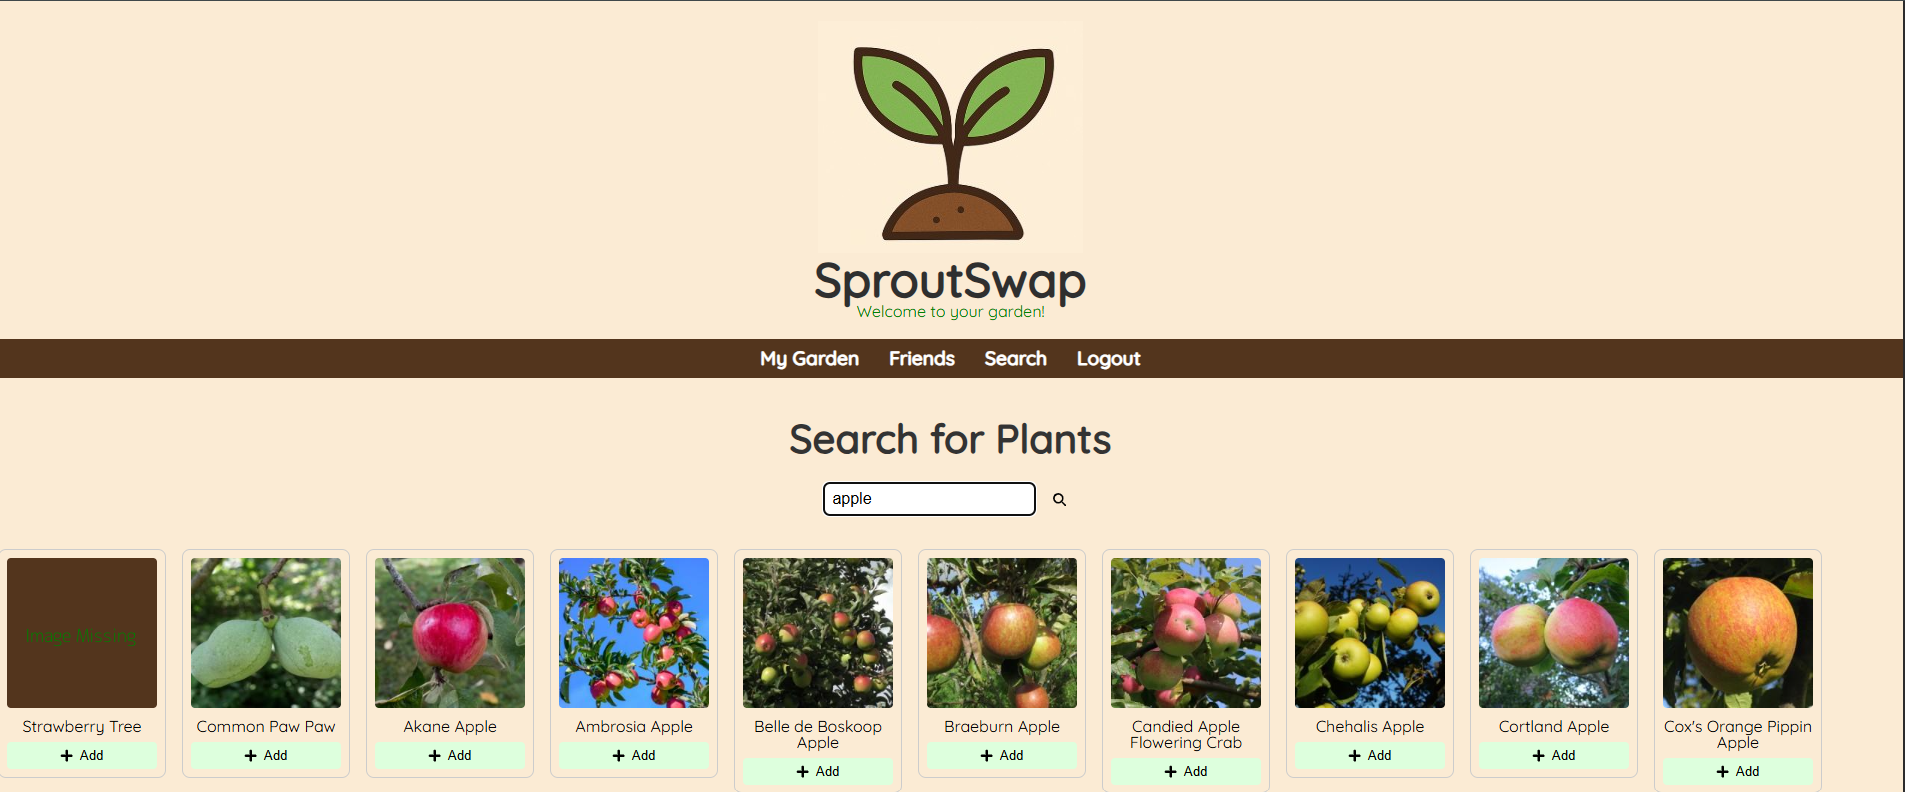 SproutSwap
Welcome to your garden!
My Garden Friends Search Logout
Search for Plants
apple
Image Missing
Strawberry Tree
+ Add
Common Paw Paw
+ Add
Akane Apple
+ Add
Ambrosia Apple
+ Add
Belle de Boskoop
Apple
+ Add
Braeburn Apple
+ Add
Candied Apple
Flowering Crab
+ Add
Chehalis Apple
+ Add
Cortland Apple
+ Add
Cox's Orange Pippin
Apple
+ Add